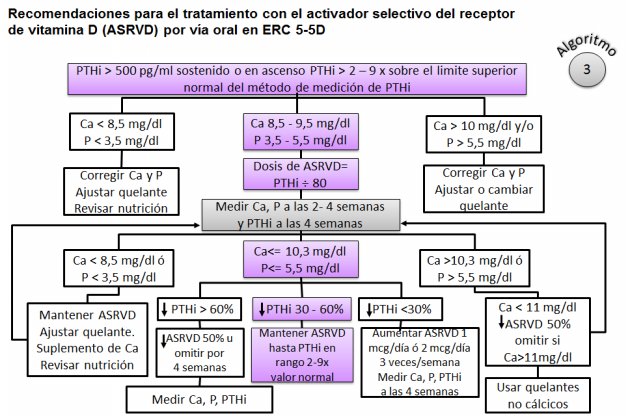 Recomendaciones para el tratamiento con el activador selectivo del receptor
de vitamina D (ASRVD) por via oral en ERC 5-5D
Algoritmo
3
PTHi > 500 pg/ml sostenido o en ascenso PTHi > 2 – 9 x sobre el limite superior
normal del método de medición de PTHi
Ca < 8,5 mg/dl
P < 3,5 mg/dl
Ca 8,5 - 9,5 mg/dl
P 3,5 - 5,5 mg/dl
Ca > 10 mg/dl y/o
P > 5,5 mg/dl
Corregir Ca y P
Ajustar quelante
Revisar nutrición
Dosis de ASRVD=
PTHi ÷ 80
Corregir Ca y P
Ajustar o cambiar
quelante
Medir Ca, P a las 2- 4 semanas
y PTHi a las 4 semanas
Ca < 8,5 mg/dl ó
P < 3,5 mg/dl
Ca<= 10,3 mg/dl
P<= 5,5 mg/dl
Ca >10,3 mg/dl ó
P > 5,5 mg/dl
Mantener ASRVD
Ajustar quelante.
Suplemento de Ca
Revisar nutrición
↓PTHi > 60%
↓PTHi 30 - 60%
↓PTHi <30%
Ca < 11 mg/dl
↓ASRVD 50%
omitir si
Ca>11mg/dl
↓ASRVD 50% u
omitir por
4 semanas
Mantener ASRVD
hasta PTHi en
rango 2-9x
valor normal
Aumentar ASRVD 1
mcg/día ó 2 mcg/día
3 veces/semana
Medir Ca, P, PTHi
a las 4 semanas
Medir Ca, P, PTHi
Usar quelantes
no cálcicos